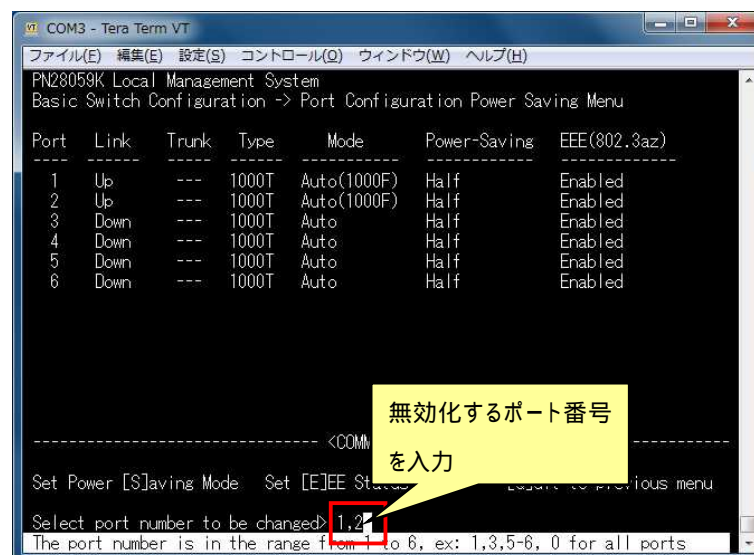 COM3 - Tera Term VT
ファイル(F) 編集(E) 設定(S) コントロール(O) ウィンドウ(W) ヘルプ(H)
PN28059K Local Management System
Basic Switch Configuration -> Port Configuration Power Saving Menu
Port Link Trunk Type Mode Power-Saving EEE(802.3az)
---- ---- ----- ---- ---------- ------------ -------------
1 Up --- 1000T Auto(1000F) Half Enabled
2 Up --- 1000T Auto(1000F) Half Enabled
3 Down --- 1000T Auto Half Enabled
4 Down --- 1000T Auto Half Enabled
5 Down --- 1000T Auto Half Enabled
6 Down --- 1000T Auto Half Enabled
無効化するポート番号
を入力
---------------------------- <COMM ----------
Set Power [S]aving Mode Set [E]EE Status to previous menu
Select port number to be changed> 1,2
The port number is in the range from 1 to 6, ex: 1,3,5-6, 0 for all ports